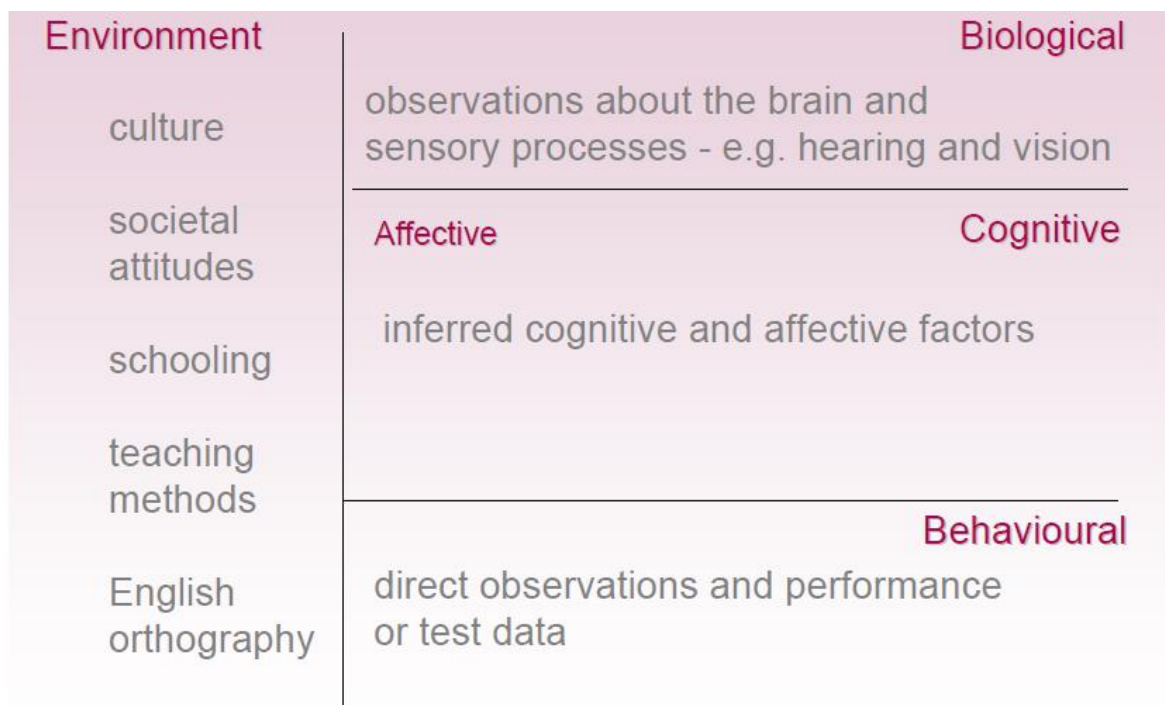 Environment
culture
societal
attitudes
schooling
teaching
methods
English
orthography
Biological
observations about the brain and
sensory processes - e.g. hearing and vision
Affective
Cognitive
inferred cognitive and affective factors
Behavioural
direct observations and performance
or test data